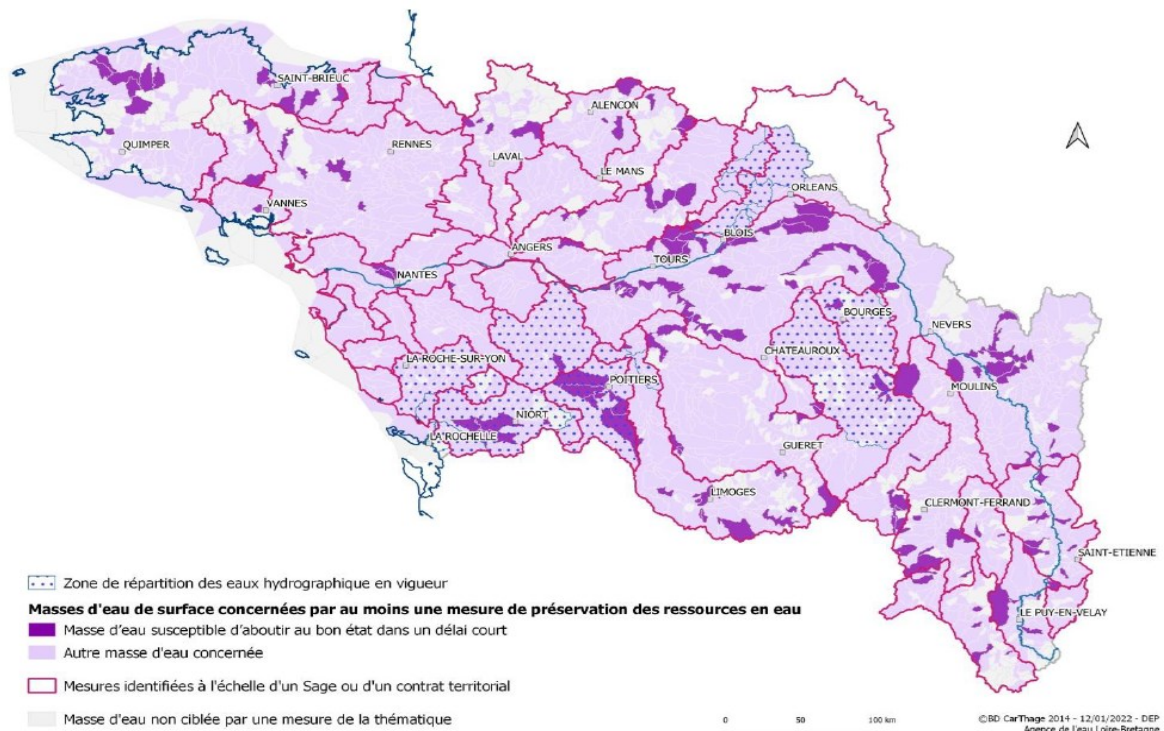 SAINT-BRIEUC
ALENCON
QUIMPER
RENNES
LAVAL
LE MANS
ORLEANS
VANNES
BLOIS
ANGERS
TOURS
NANTES
BOURGES
NEVERS
LA ROCHE-SUR-YON
CHATEAUROUX
POITIERS
MOULINS
NIORT
LA ROCHELLE
GUERET
LIMOGES
CLERMONT-FERRAND
SAINT-ETIENNE
LE PUY-EN-VELAY
Zone de répartition des eaux hydrographique en vigueur
Masses d'eau de surface concernées par au moins une mesure de préservation des ressources en eau
Masse d'eau susceptible d'aboutir au bon état dans un délai court
Autre masse d'eau concernée
Mesures identifiées à l'échelle d'un Sage ou d'un contrat territorial
Masse d'eau non ciblée par une mesure de la thématique
0 50 100 km
©BD CarThage 2014 - 12/01/2022 - DEP
Agence de l'eau Loire-Bretagne